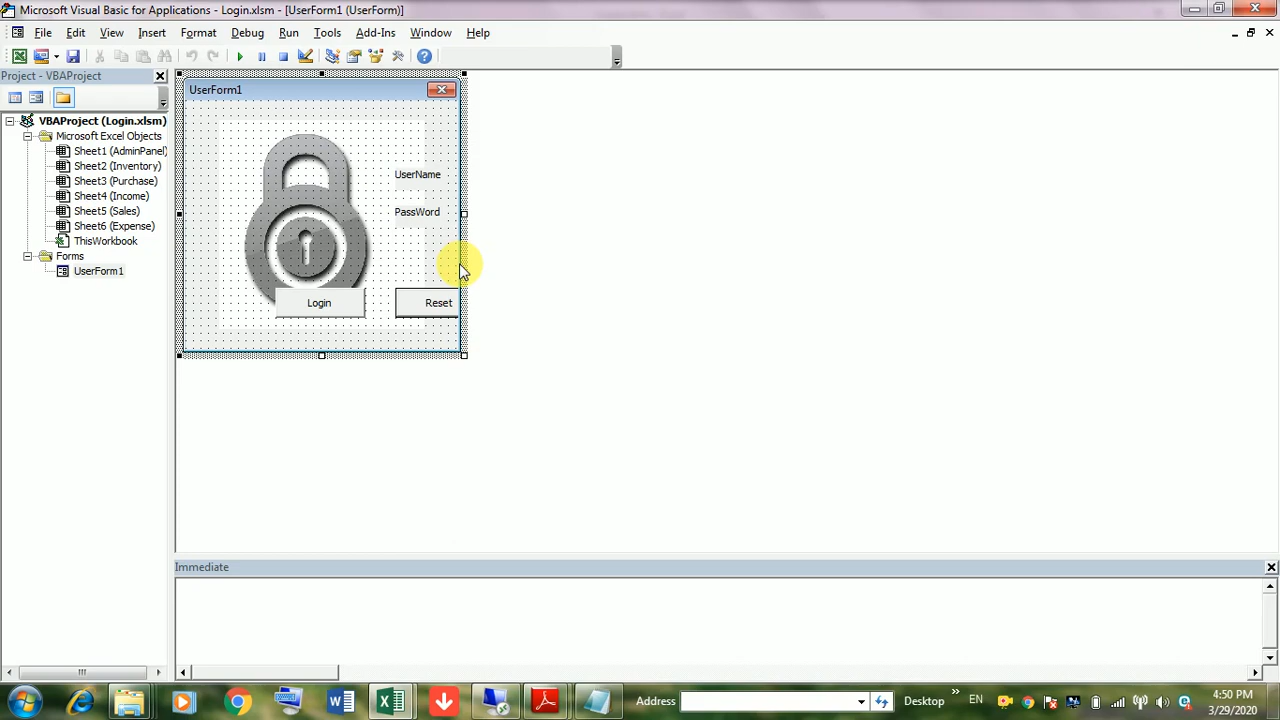 Microsoft Visual Basic for Applications - Login.xlsm - [UserForm1 (UserForm)]
File Edit View Insert Format Debug Run Tools Add-Ins Window Help
Project - VBAProject
VBAProject (Login.xlsm)
Microsoft Excel Objects
Sheet1 (AdminPanel)
Sheet2 (Inventory)
Sheet3 (Purchase)
Sheet4 (Income)
Sheet5 (Sales)
Sheet6 (Expense)
ThisWorkbook
Forms
UserForm1
UserForm1
UserName
PassWord
Login Reset
Immediate
Address Desktop EN 4:50 PM
3/29/2020